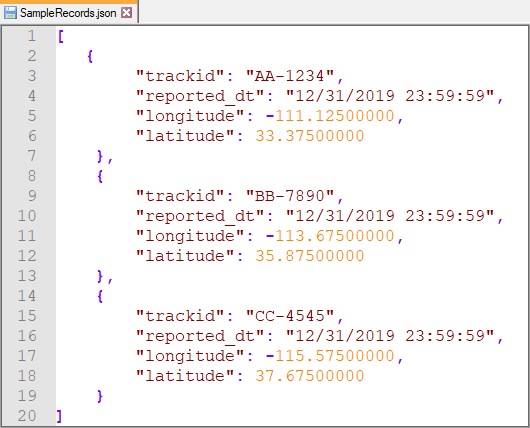 SampleRecords.json
1 [
2 {
3 "trackid": "AA-1234",
4 "reported_dt": "12/31/2019 23:59:59",
5 "longitude": -111.12500000,
6 "latitude": 33.37500000
7 },
8 {
9 "trackid": "BB-7890",
10 "reported_dt": "12/31/2019 23:59:59",
11 "longitude": -113.67500000,
12 "latitude": 35.87500000
13 },
14 {
15 "trackid": "CC-4545",
16 "reported_dt": "12/31/2019 23:59:59",
17 "longitude": -115.57500000,
18 "latitude": 37.67500000
19 }
20 ]